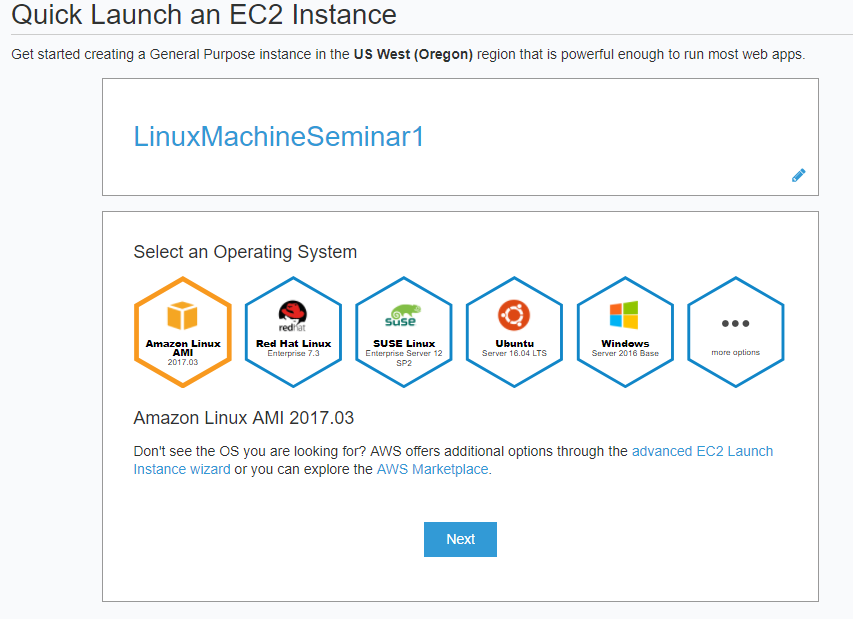 Quick Launch an EC2 Instance
Get started creating a General Purpose instance in the US West (Oregon) region that is powerful enough to run most web apps.
LinuxMachineSeminar1
Select an Operating System
Amazon Linux
AMI
2017.03
redhat
Red Hat Linux
Enterprise 7.3
SUSE
SUSE Linux
Enterprise Server 12
SP2
Ubuntu
Server 16.04 LTS
Windows
Server 2016 Base
more options
Amazon Linux AMI 2017.03
Don't see the OS you are looking for? AWS offers additional options through the advanced EC2 Launch
Instance wizard or you can explore the AWS Marketplace.
Next